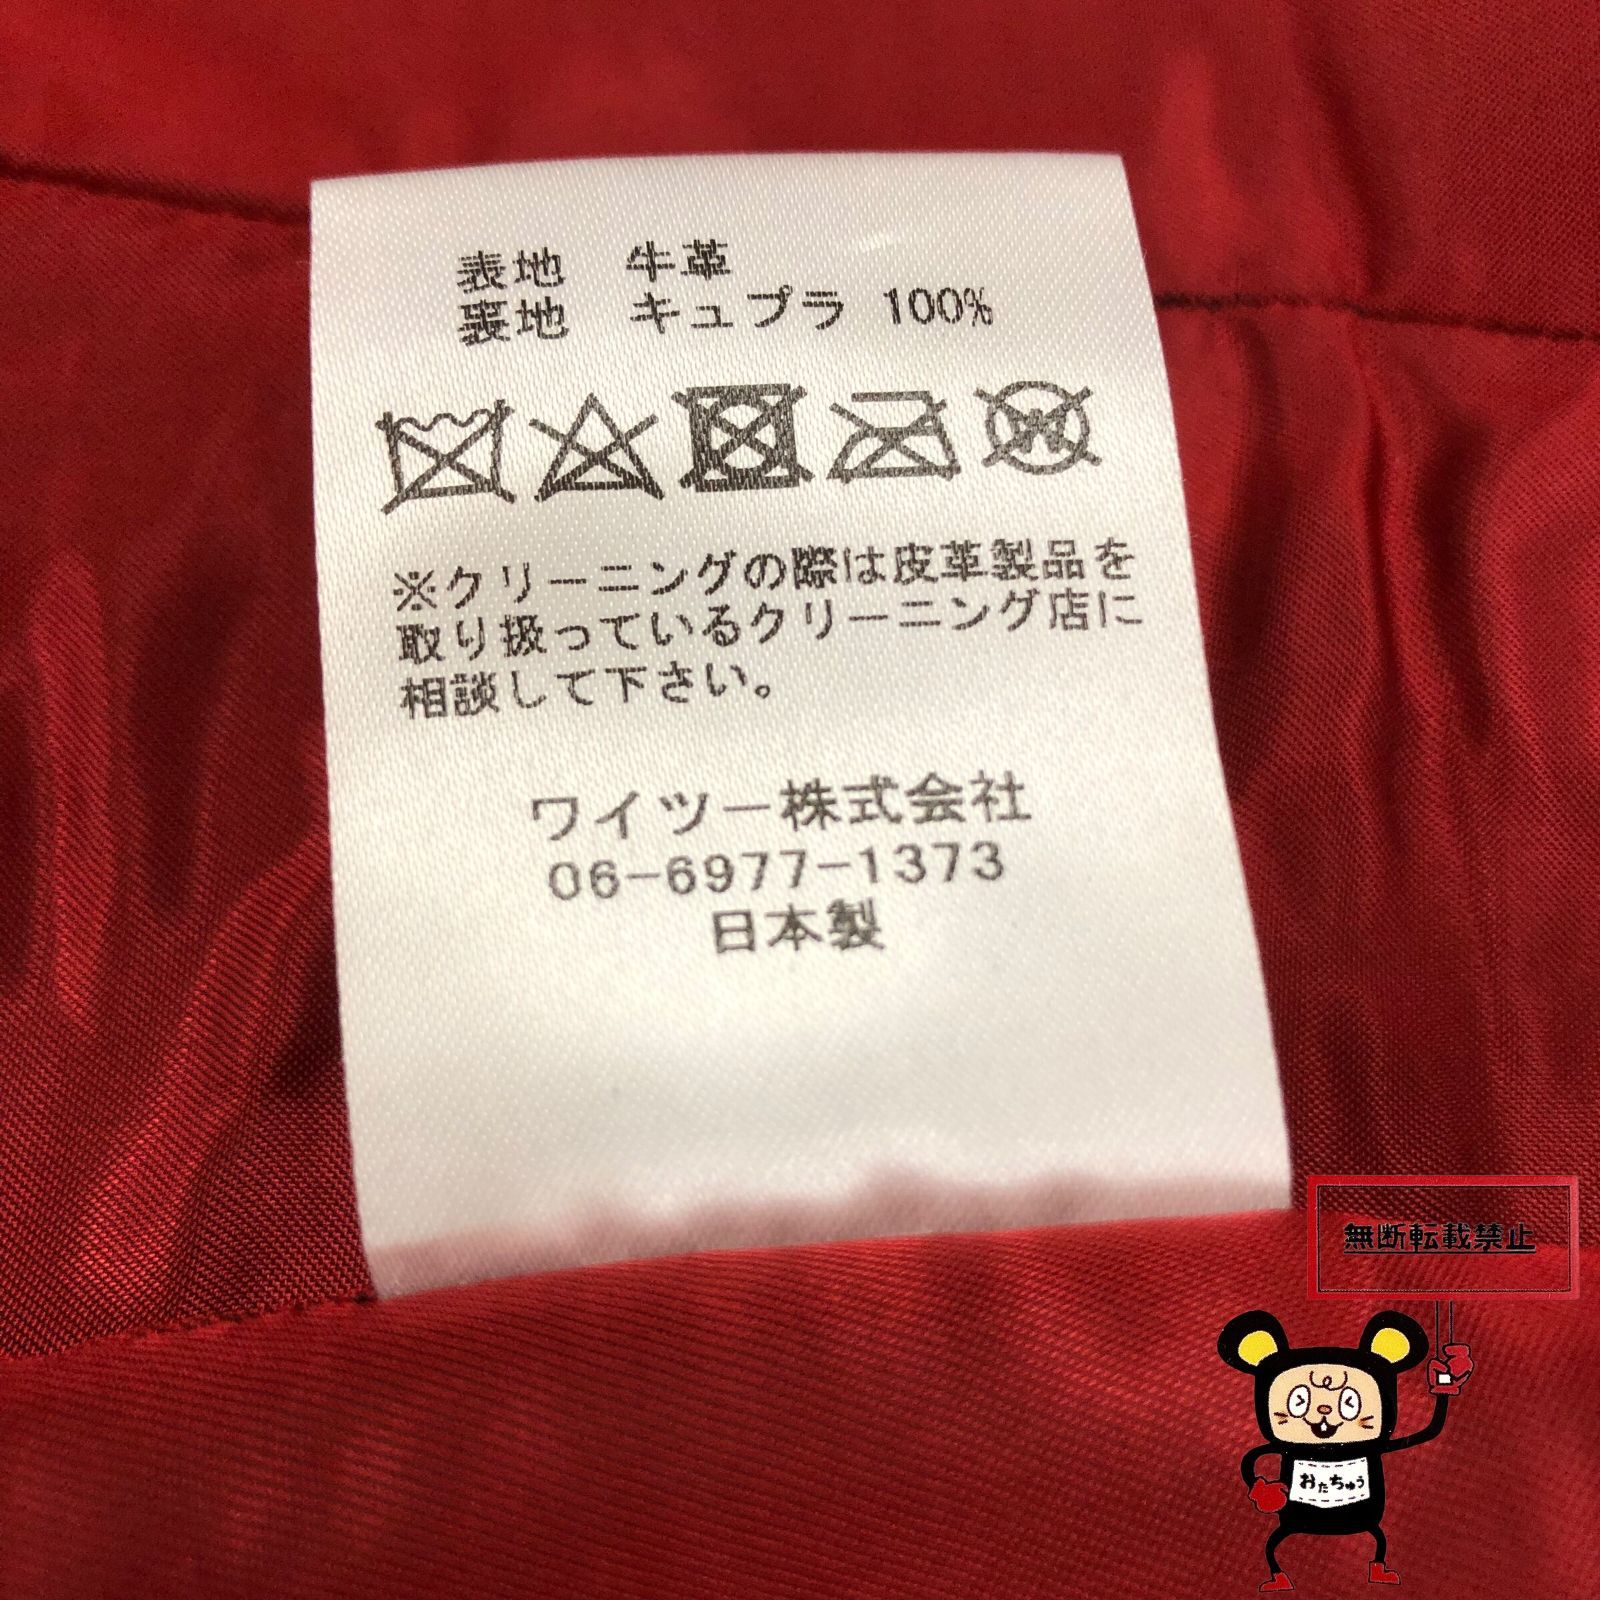 表地 牛革
裏地 キュプラ 100%
W
※クリーニングの際は皮革製品を
取り扱っているクリーニング店に
相談して下さい。
ワイツー株式会社
06-6977-1373
日本製
無断転載禁止
おたちゅう